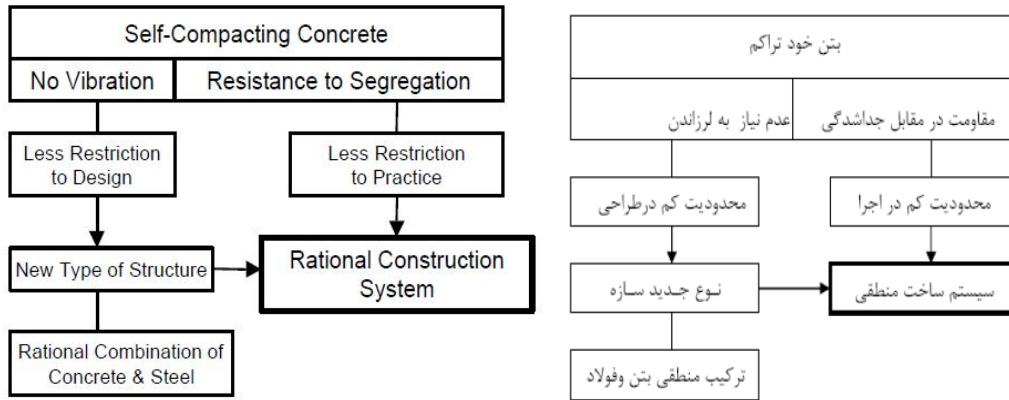 Self-Compacting Concrete
No Vibration
Resistance to Segregation
Less Restriction
to Design
Less Restriction
to Practice
New Type of Structure
Rational Construction
System
Rational Combination of
Concrete & Steel
بتن خود تراکم
مقاومت در مقابل جداشدگی
عدم نیاز به لرزاندن
محدودیت کم در اجرا
محدودیت کم درطراحی
سیستم ساخت منطقی
نوع جدید سازه
ترکیب منطقی بتن وفولاد